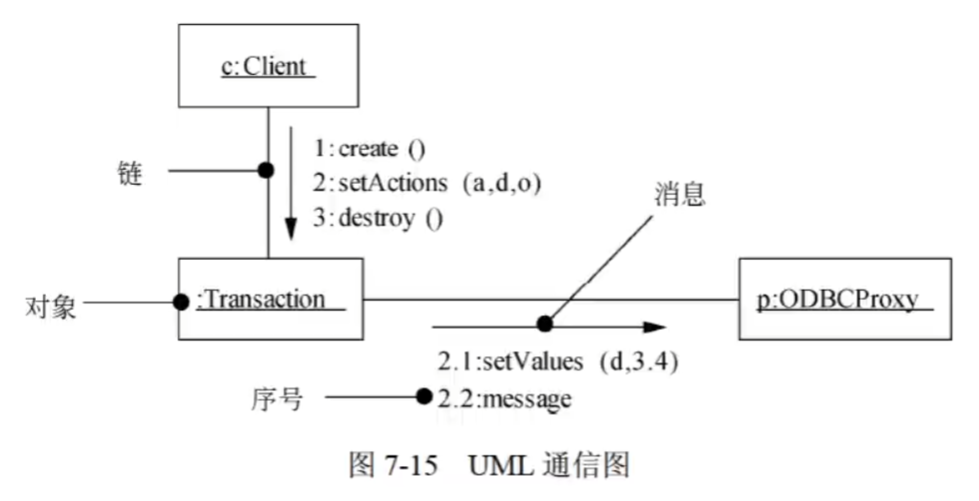 c:Client
链
1:create ()
2:setActions (a,d,o)
3:destroy ()
消息
对象
:Transaction
p:ODBCProxy
2.1:setValues (d,3.4)
序号
2.2:message
图 7-15 UML 通信图